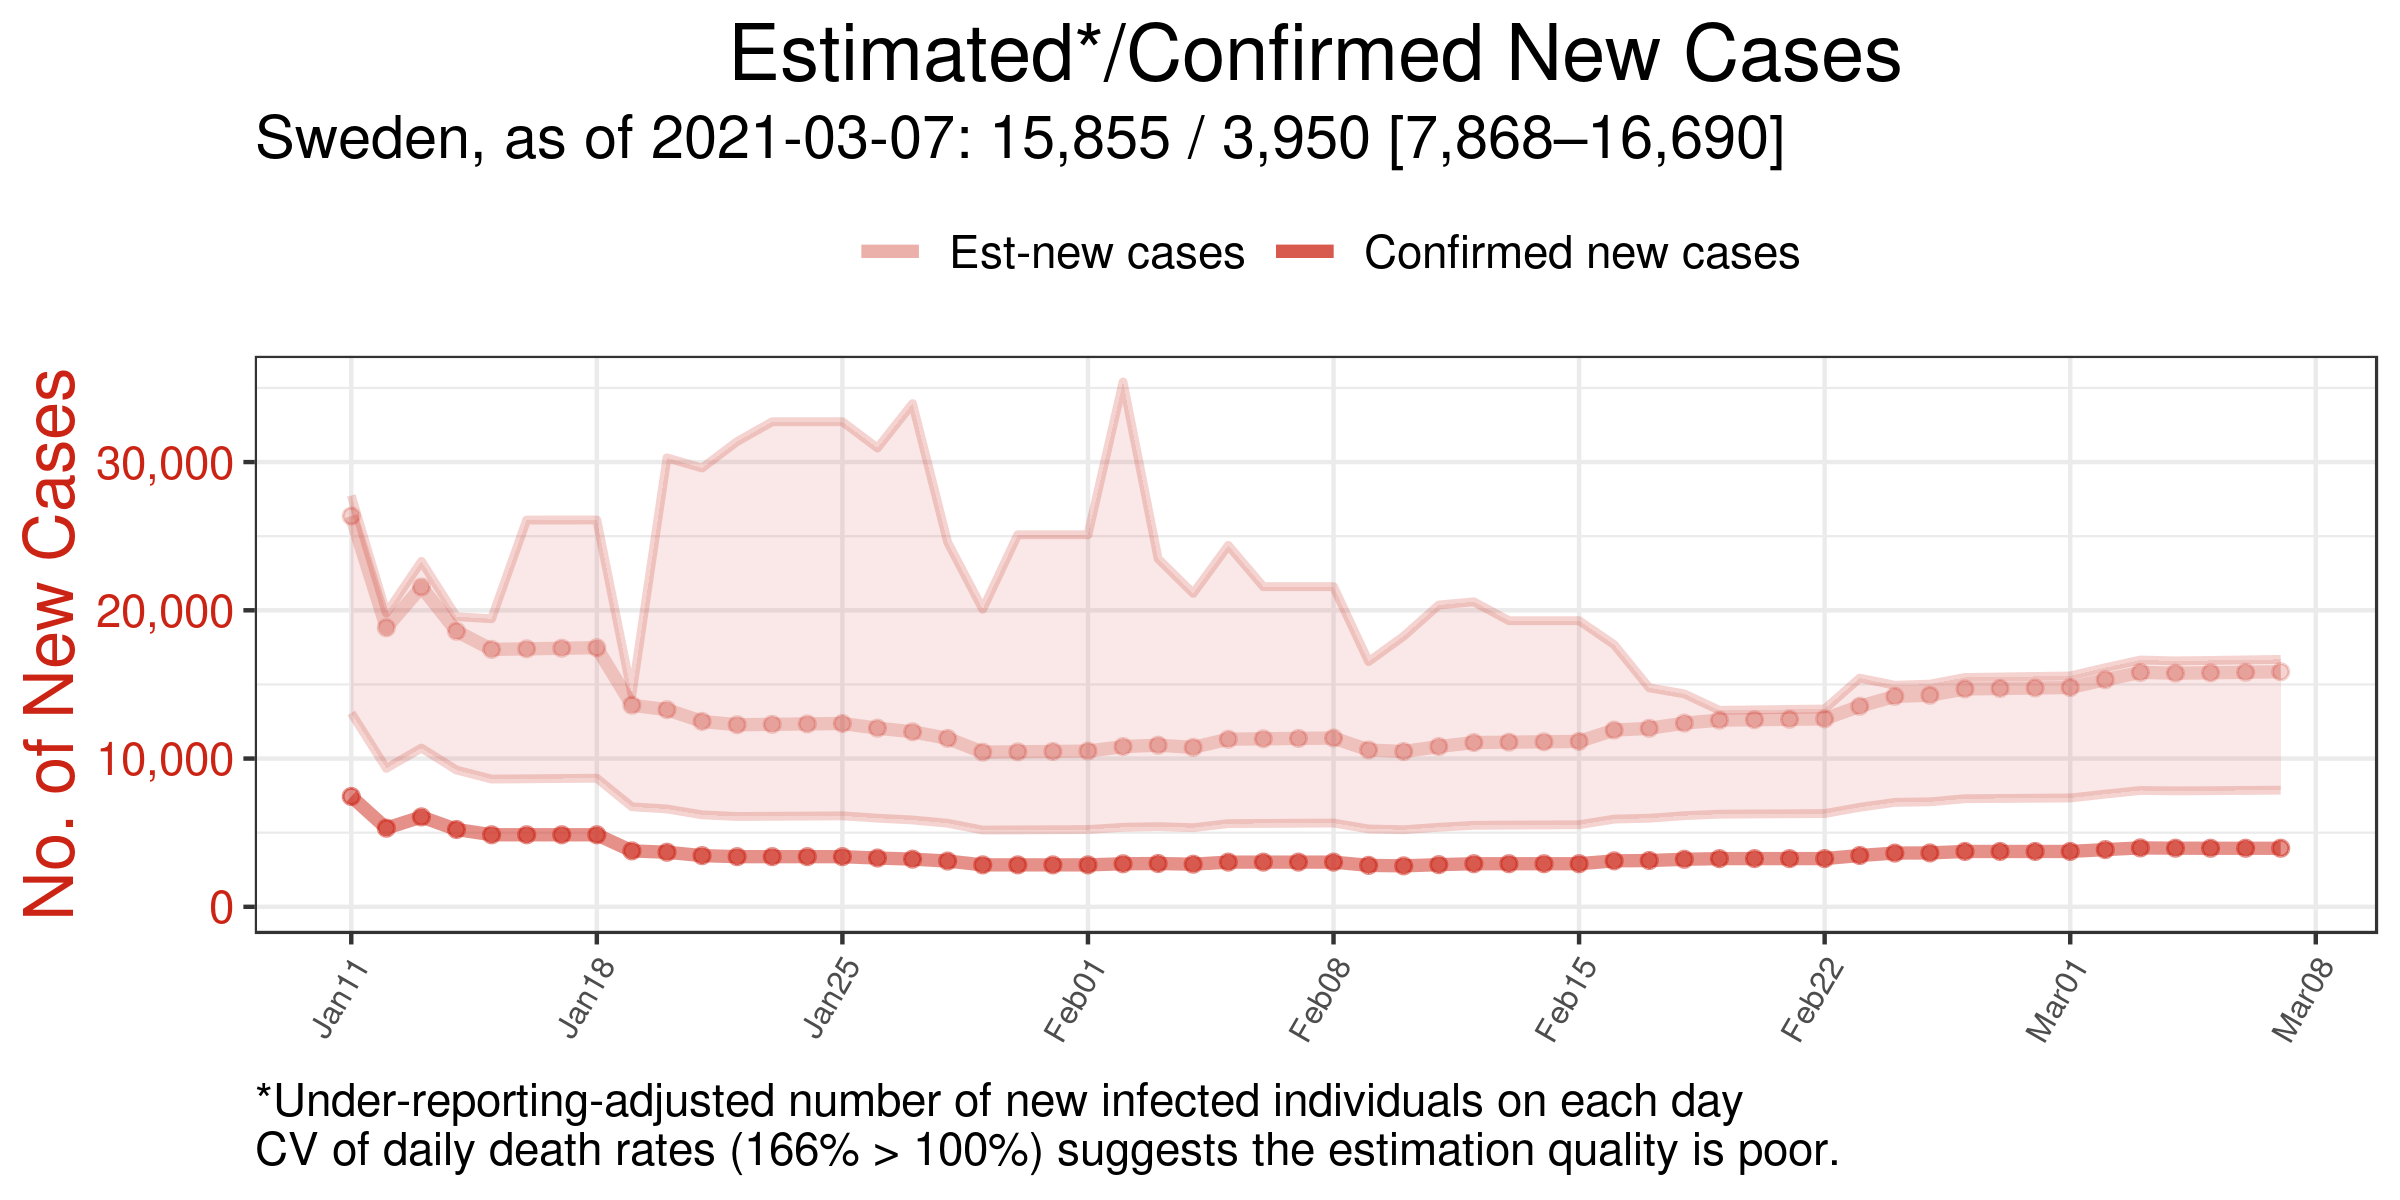 Estimated*/Confirmed New Cases
Sweden, as of 2021-03-07: 15,855 / 3,950 [7,868–16,690]
Est-new cases
Confirmed new cases
No. of New Cases
30,000
20,000
10,000
0
Jan11
Jan18
Jan25
Feb01
Feb08
Feb15
Feb22
Mar01
Mar08
*Under-reporting-adjusted number of new infected individuals on each day
CV of daily death rates (166% > 100%) suggests the estimation quality is poor.